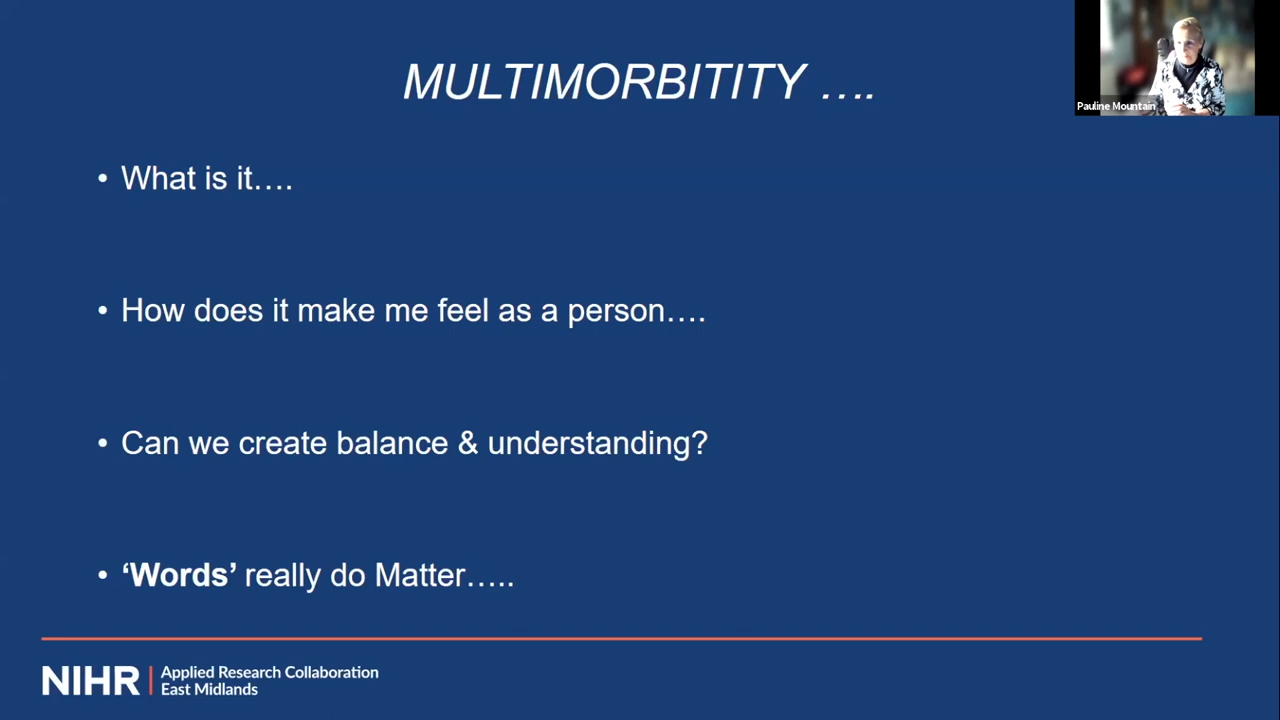 MULTIMORBITITY ….
Pauline Mountain
• What is it….
• How does it make me feel as a person….
• Can we create balance & understanding?
• ‘Words’ really do Matter…..
NIHR | Applied Research Collaboration
East Midlands